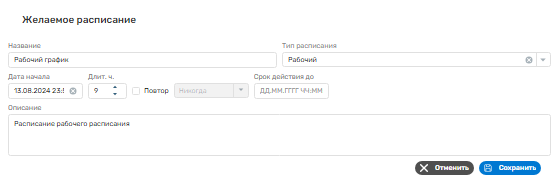 Желаемое расписание
Название Тип расписания
Рабочий график Рабочий
Дата начала Длит. ч. Срок действия до
13.08.2024 23: 9 Повтор Никогда ДД.ММ.ГГГГ ЧЧ:ММ
Описание
Расписание рабочего расписания
Отменить Сохранить